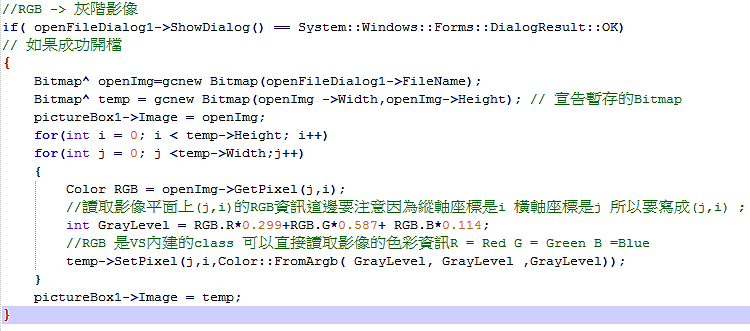 //RGB -> 灰階影像
if( openFileDialog1->ShowDialog() == System::Windows::Forms::DialogResult::OK)
// 如果成功開檔
{
Bitmap^ openImg=gcnew Bitmap(openFileDialog1->FileName);
Bitmap^ temp = gcnew Bitmap(openImg ->Width,openImg->Height); // 宣告暫存的Bitmap
pictureBox1->Image = openImg;
for(int i = 0; i < temp->Height; i++)
for(int j = 0; j <temp->Width;j++)
{
Color RGB = openImg->GetPixel(j,i);
//讀取影像平面上(j,i)的RGB資訊這邊要注意因為縱軸座標是i 橫軸座標是j 所以要寫成(j,i) ;
int GrayLevel = RGB.R*0.299+RGB.G*0.587+ RGB.B*0.114;
//RGB 是VS內建的class 可以直接讀取影像的色彩資訊R = Red G = Green B =Blue
temp->SetPixel(j,i,Color::FromArgb( GrayLevel, GrayLevel ,GrayLevel));
}
pictureBox1->Image = temp;
}